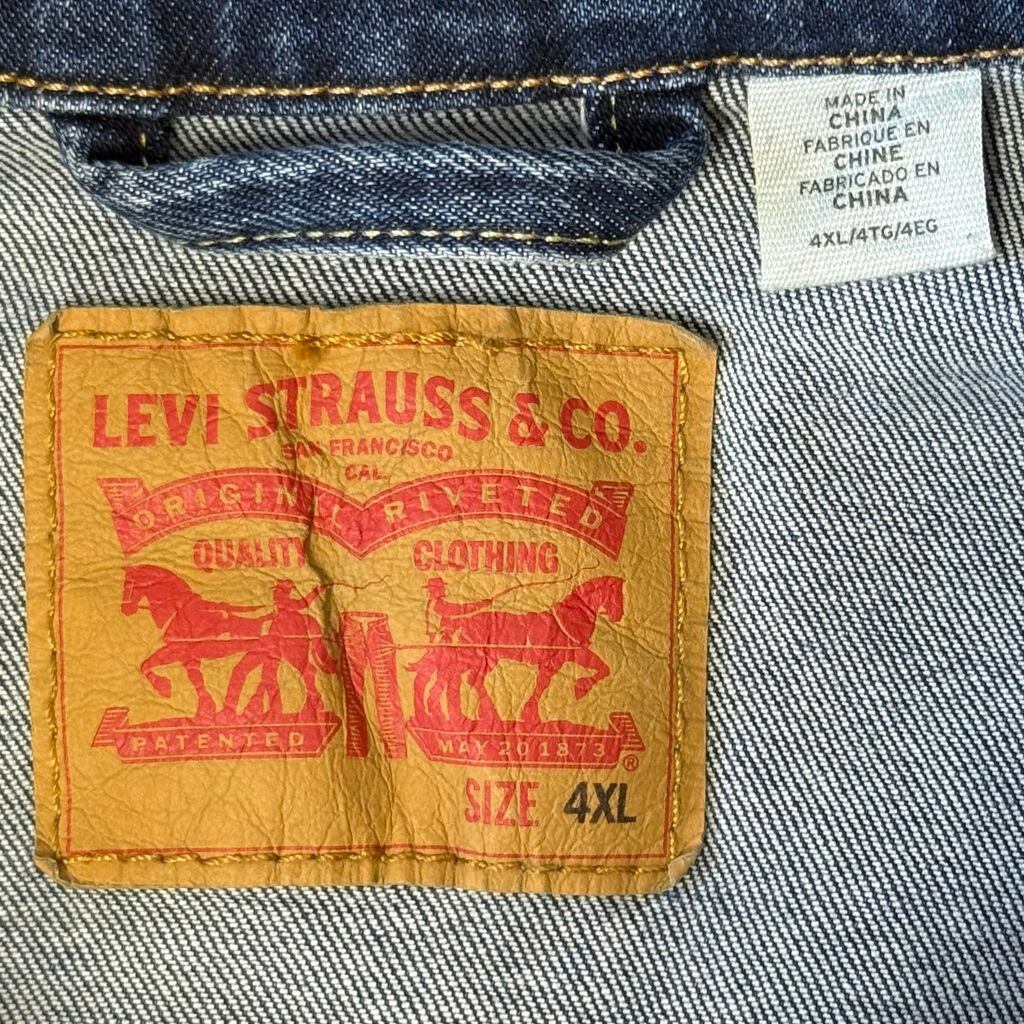 MADE IN
CHINA
FABRIQUE EN
CHINE
FABRICADO EN
CHINA
4XL/4TG/4EG
LEVI STRAUSS & CO.
SAN FRANCISCO
CAL.
ORIGINAL RIVETED
QUALITY CLOTHING
PATENTED MAY 20 1873 ®
SIZE 4XL